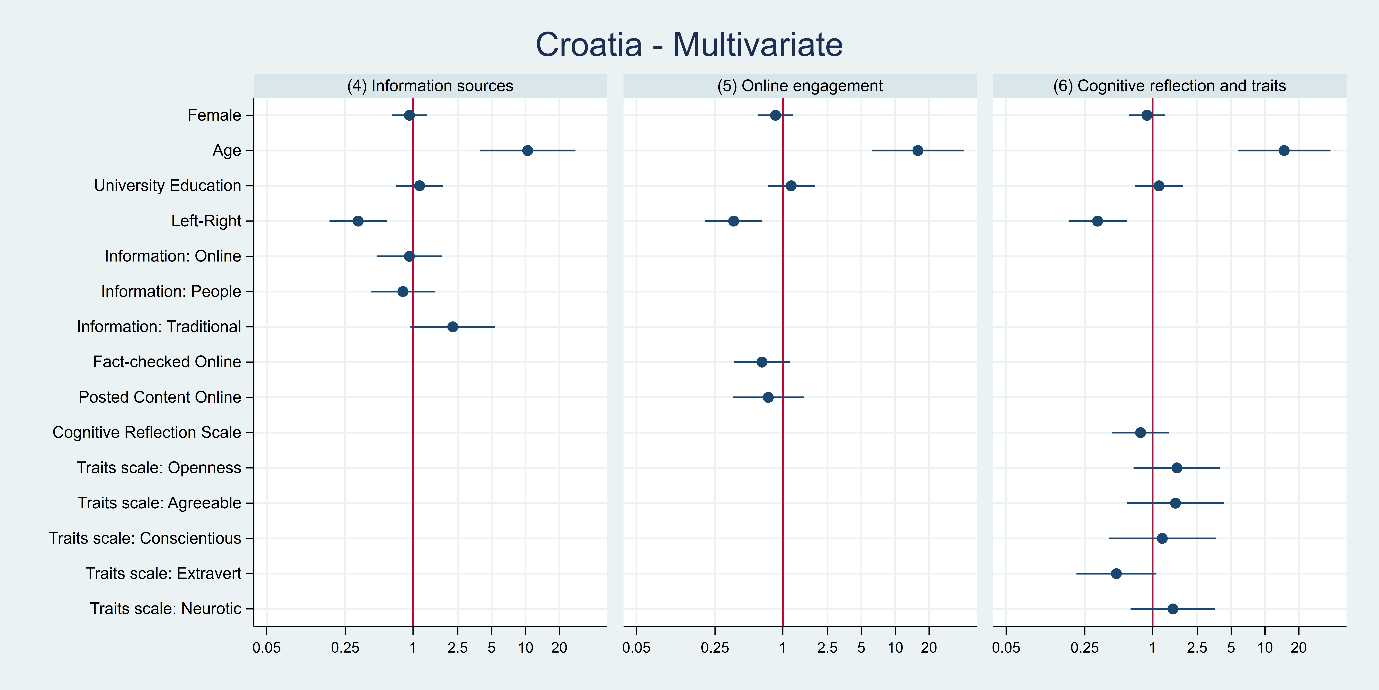 Croatia - Multivariate
(4) Information sources
(5) Online engagement
(6) Cognitive reflection and traits
Female
Age
University Education
Left-Right
Information: Online
Information: People
Information: Traditional
Fact-checked Online
Posted Content Online
Cognitive Reflection Scale
Traits scale: Openness
Traits scale: Agreeable
Traits scale: Conscientious
Traits scale: Extravert
Traits scale: Neurotic
0.05 0.25 1 2.5 5 10 20
0.05 0.25 1 2.5 5 10 20
0.05 0.25 1 2.5 5 10 20